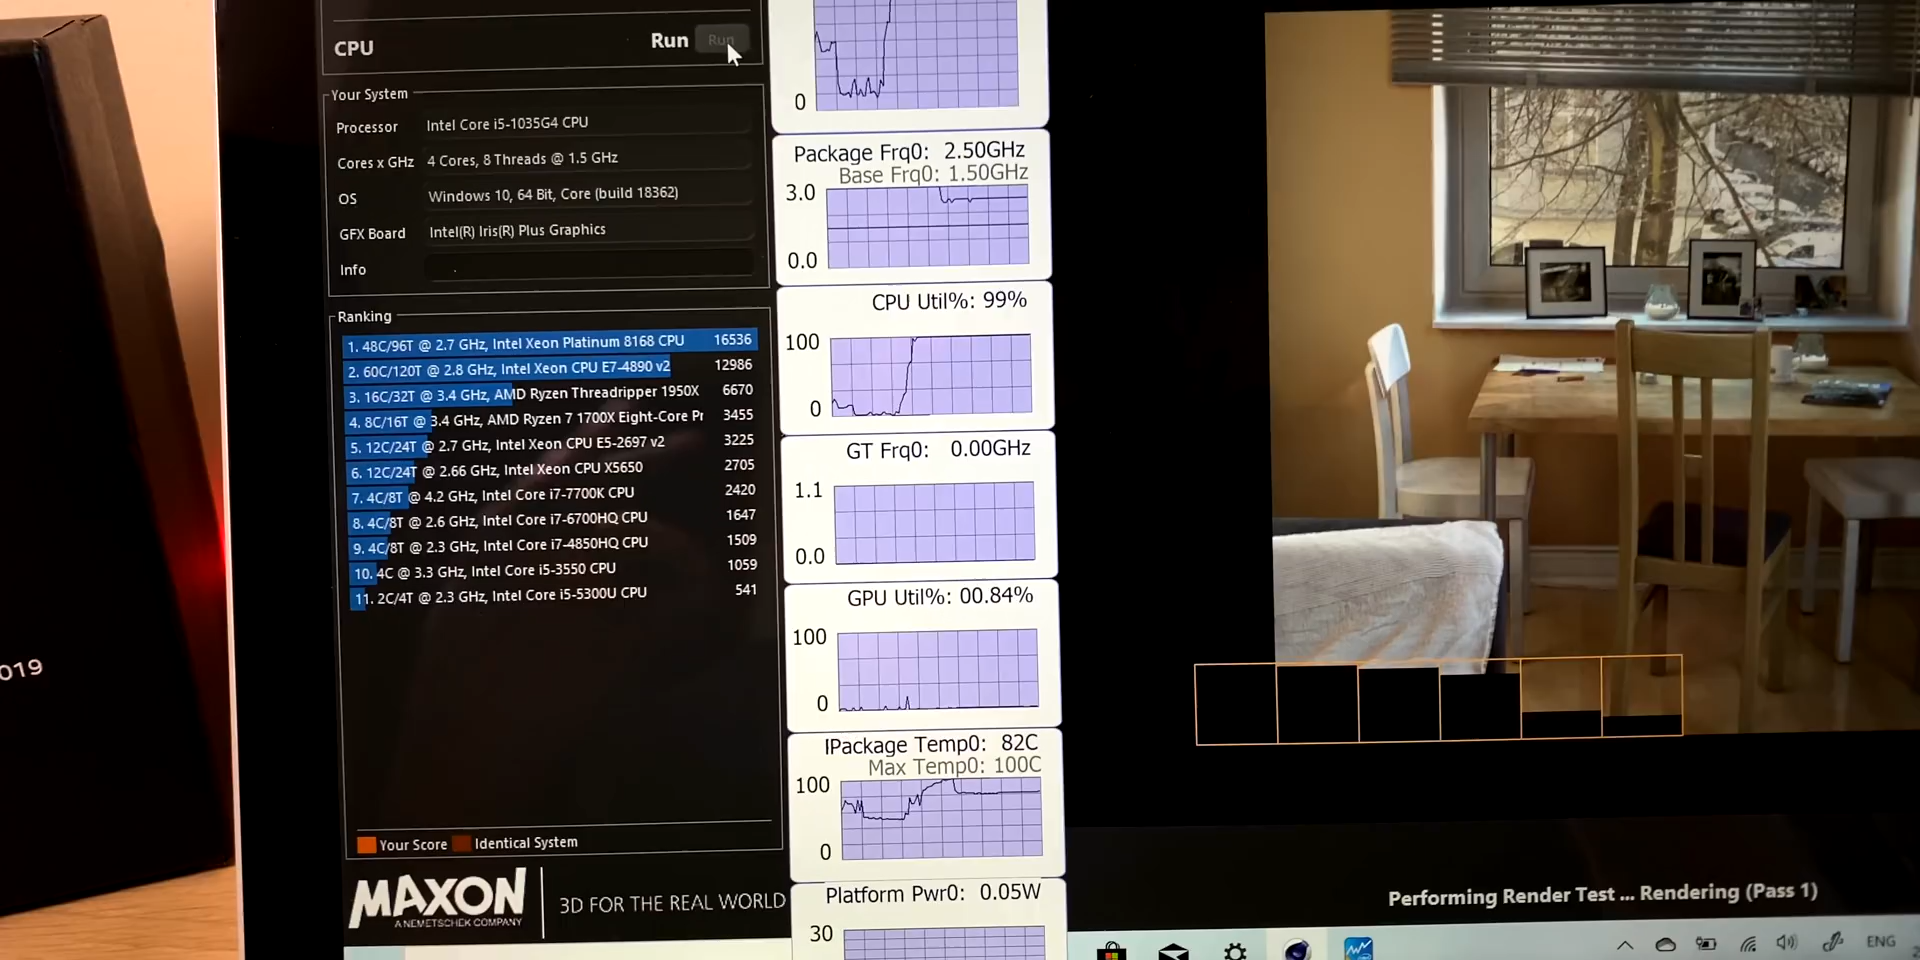 CPU
Run
Run
Your System
Processor
Intel Core i5-1035G4 CPU
Cores x GHz
4 Cores, 8 Threads @ 1.5 GHz
OS
Windows 10, 64 Bit, Core (build 18362)
GFX Board
Intel(R) Iris(R) Plus Graphics
Info
Ranking
1. 48C/96T @ 2.7 GHz, Intel Xeon Platinum 8168 CPU 16536
2. 60C/120T @ 2.8 GHz, Intel Xeon CPU E7-4890 v2 12986
3. 16C/32T @ 3.4 GHz, AMD Ryzen Threadripper 1950X 6670
4. 8C/16T @ 3.4 GHz, AMD Ryzen 7 1700X Eight-Core Pr 3455
5. 12C/24T @ 2.7 GHz, Intel Xeon CPU E5-2697 v2 3225
6. 12C/24T @ 2.66 GHz, Intel Xeon CPU X5650 2705
7. 4C/8T @ 4.2 GHz, Intel Core i7-7700K CPU 2420
8. 4C/8T @ 2.6 GHz, Intel Core i7-6700HQ CPU 1647
9. 4C/8T @ 2.3 GHz, Intel Core i7-4850HQ CPU 1509
10. 4C @ 3.3 GHz, Intel Core i5-3550 CPU 1059
11. 2C/4T @ 2.3 GHz, Intel Core i5-5300U CPU 541
Your Score Identical System
MAXON
A NEMETSCHEK COMPANY
3D FOR THE REAL WORLD
0
Package Frq0: 2.50GHz
Base Frq0: 1.50GHz
3.0
0.0
CPU Util%: 99%
100
0
GT Frq0: 0.00GHz
1.1
0.0
GPU Util%: 00.84%
100
0
IPackage Temp0: 82C
Max Temp0: 100C
100
0
Platform Pwr0: 0.05W
30
Performing Render Test ... Rendering (Pass 1)
ENG
019